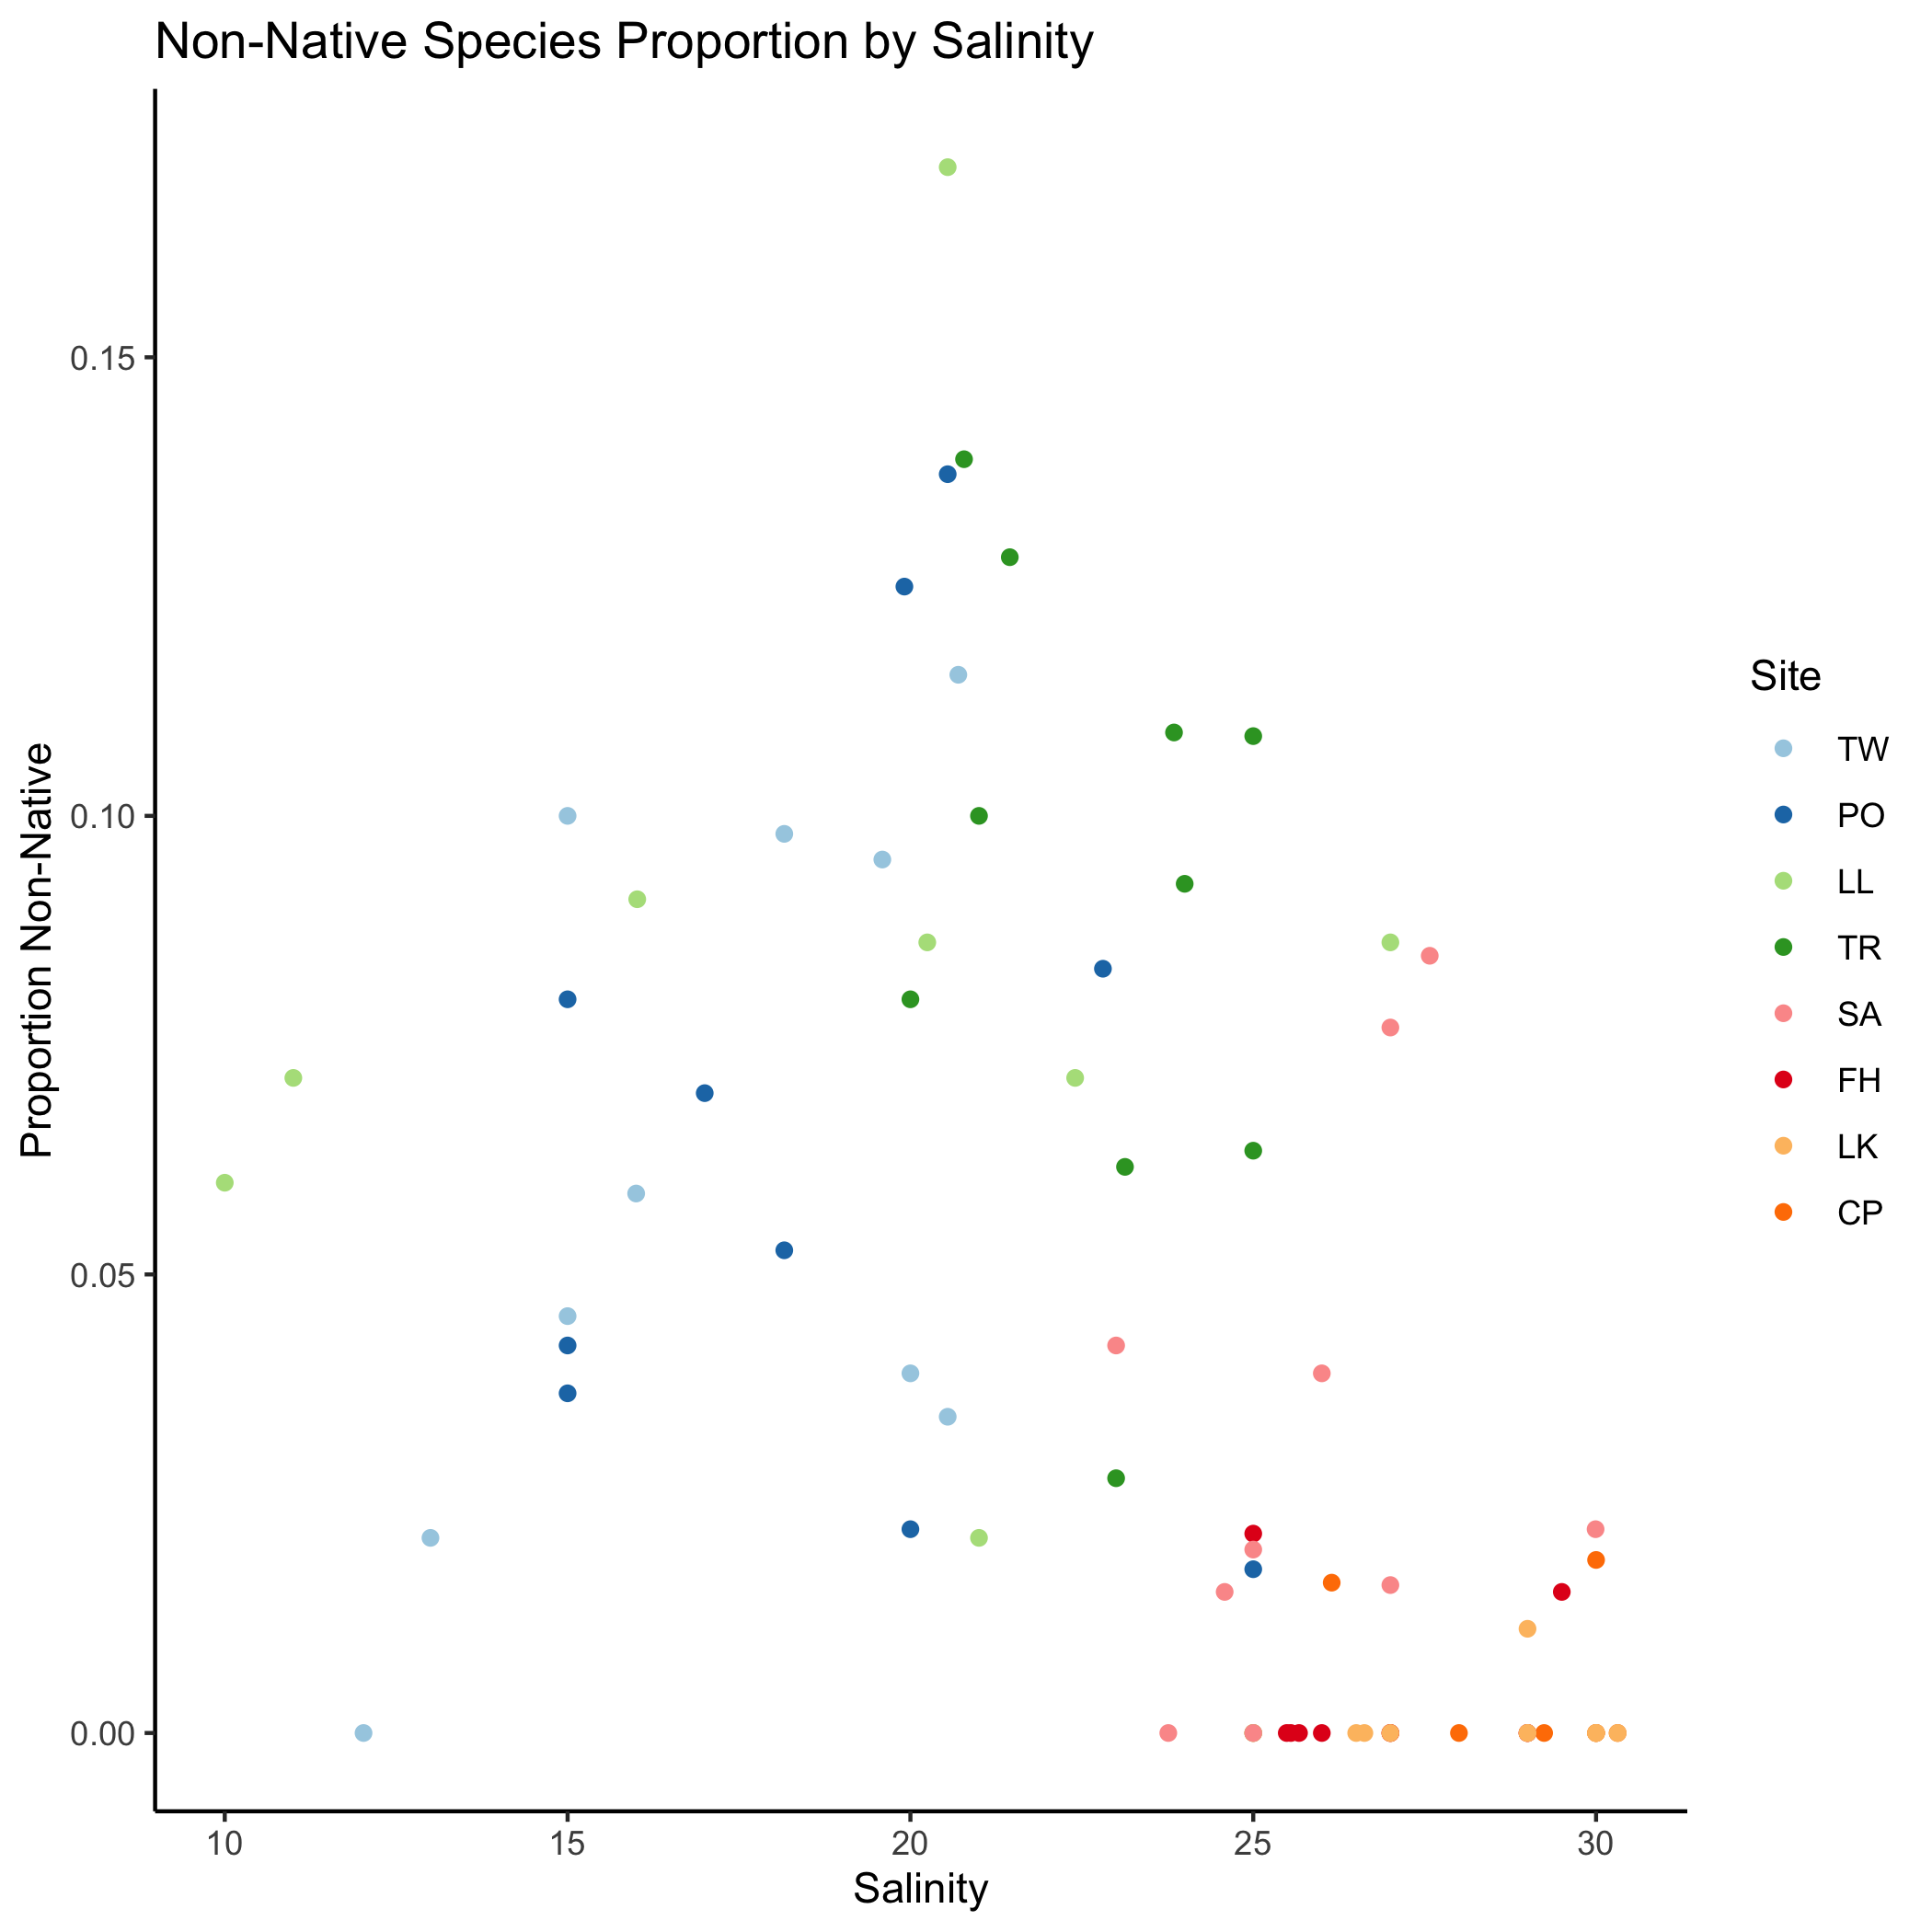 Non-Native Species Proportion by Salinity
0.15
0.10
0.05
0.00
Proportion Non-Native
10 15 20 25 30
Salinity
Site
TW
PO
LL
TR
SA
FH
LK
CP